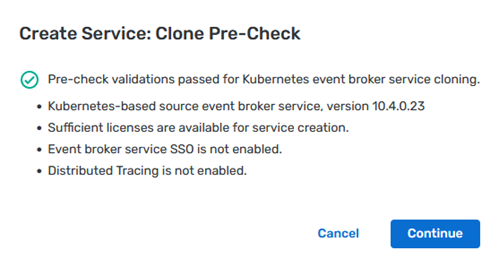 Create Service: Clone Pre-Check
Pre-check validations passed for Kubernetes event broker service cloning.
• Kubernetes-based source event broker service, version 10.4.0.23
• Sufficient licenses are available for service creation.
• Event broker service SSO is not enabled.
• Distributed Tracing is not enabled.
Cancel
Continue